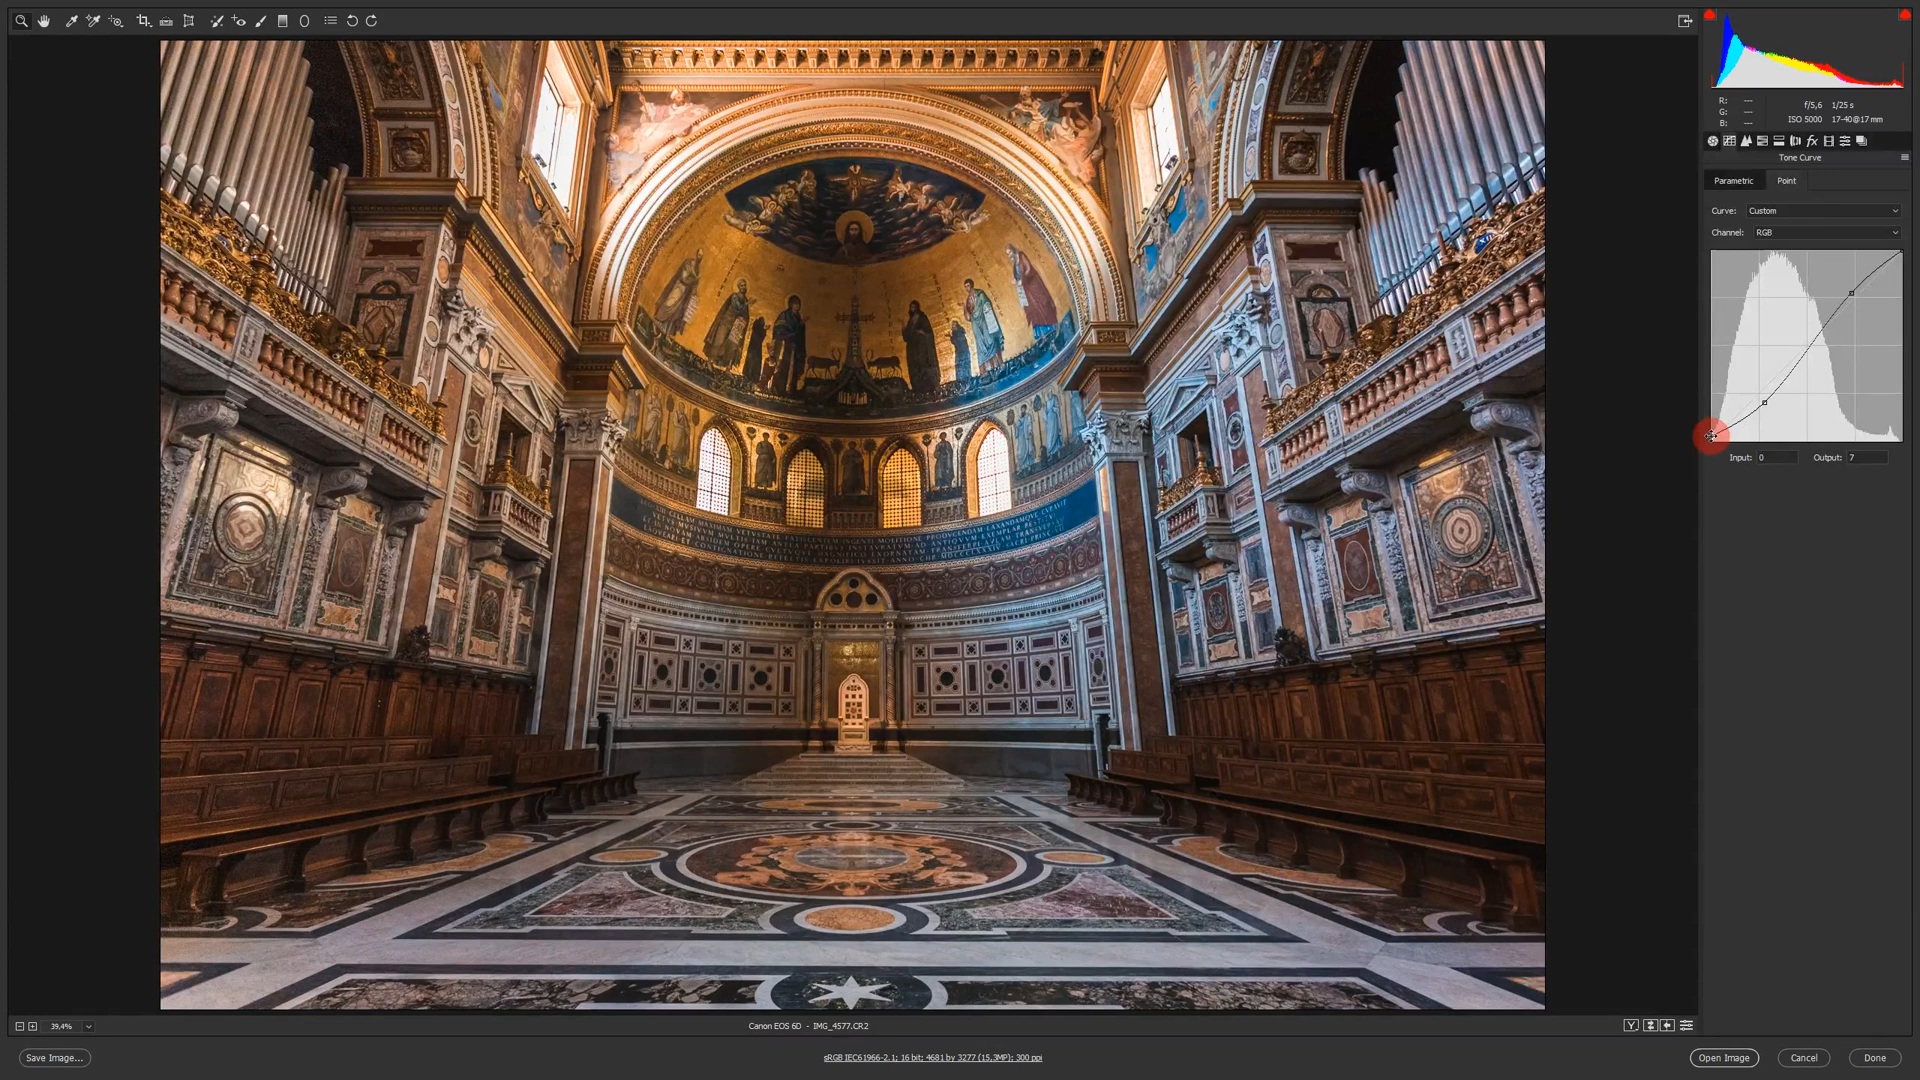 R: ---
G: ---
B: ---
f/5,6 1/25 s
ISO 5000 17-40@17 mm
fx
Tone Curve
Parametric Point
Curve: Custom
Channel: RGB
Input: 0 Output: 7
39,4%
Canon EOS 6D - IMG_4577.CR2
Y
Save Image...
sRGB IEC61966-2.1; 16 bit; 4681 by 3277 (15,3MP); 300 ppi
Open Image Cancel Done